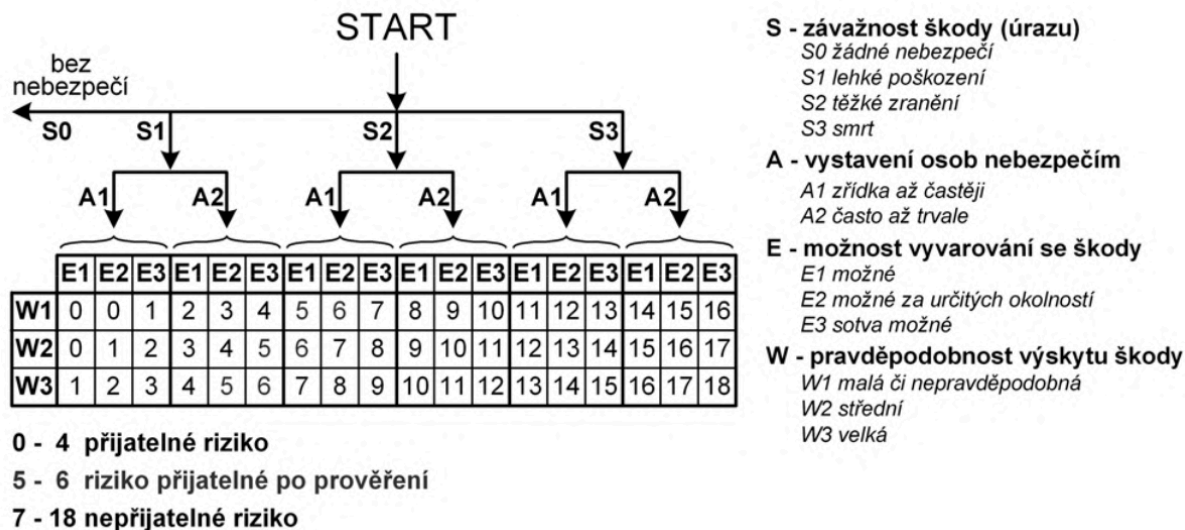 START
bez
nebezpečí
S0 S1 S2 S3
A1 A2 A1 A2 A1 A2
E1 E2 E3 E1 E2 E3 E1 E2 E3 E1 E2 E3 E1 E2 E3 E1 E2 E3
W1 0 0 1 2 3 4 5 6 7 8 9 10 11 12 13 14 15 16
W2 0 1 2 3 4 5 6 7 8 9 10 11 12 13 14 15 16 17
W3 1 2 3 4 5 6 7 8 9 10 11 12 13 14 15 16 17 18
0 - 4 přijatelné riziko
5 - 6 riziko přijatelné po prověření
7 - 18 nepřijatelné riziko
S - závažnost škody (úrazu)
S0 žádné nebezpečí
S1 lehké poškození
S2 těžké zranění
S3 smrt
A - vystavení osob nebezpečím
A1 zřídka až častěji
A2 často až trvale
E - možnost vyvarování se škody
E1 možné
E2 možné za určitých okolností
E3 sotva možné
W - pravděpodobnost výskytu škody
W1 malá či nepravděpodobná
W2 střední
W3 velká